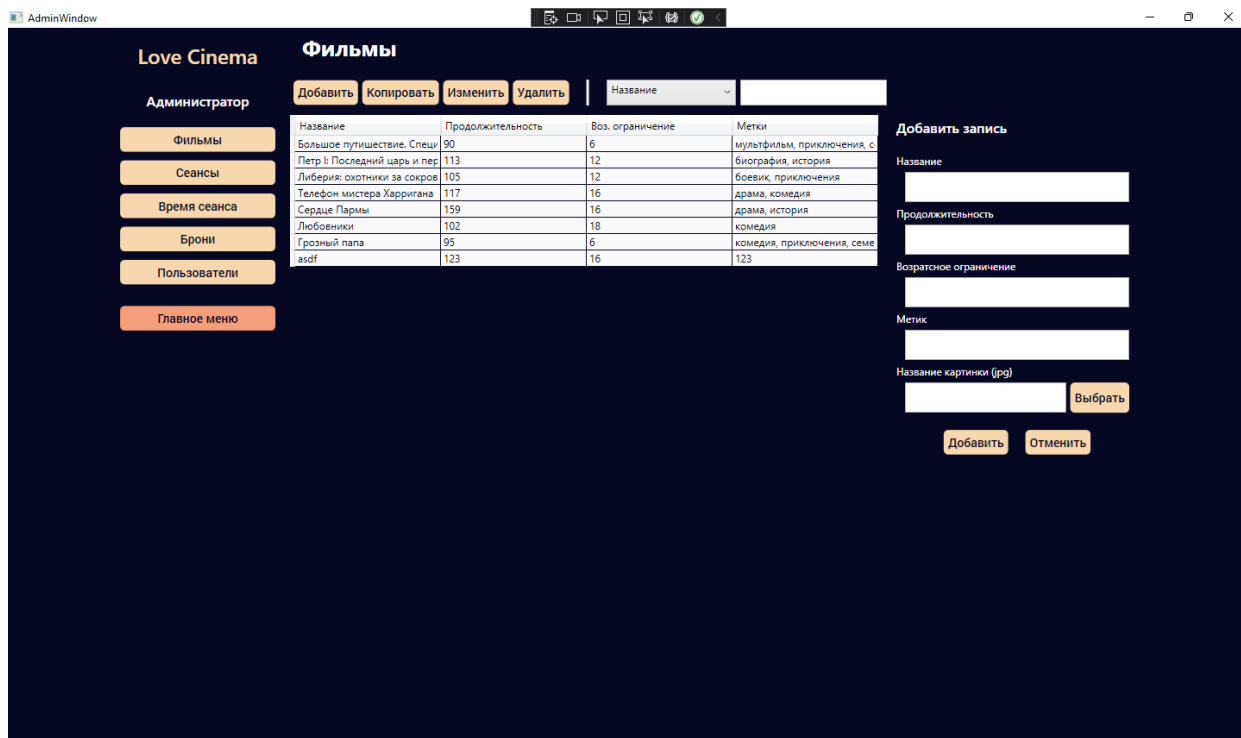 AdminWindow
Love Cinema
Администратор
Фильмы
Сеансы
Время сеанса
Брони
Пользователи
Главное меню
Фильмы
Добавить Копировать Изменить Удалить Название
Название Продолжительность Воз. ограничение Метки
Большое путишествие. Специ 90 6 мультфильм, приключения, с
Петр I: Последний царь и пер 113 12 биография, история
Либерия: охотники за сокров 105 12 боевик, приключения
Телефон мистера Харригана 117 16 драма, комедия
Сердце Пармы 159 16 драма, история
Любовники 102 18 комедия
Грозный папа 95 6 комедия, приключения, семе
asdf 123 16 123
Добавить запись
Название
Продолжительность
Возратсное ограничение
Метик
Название картинки (jpg)
Выбрать
Добавить Отменить